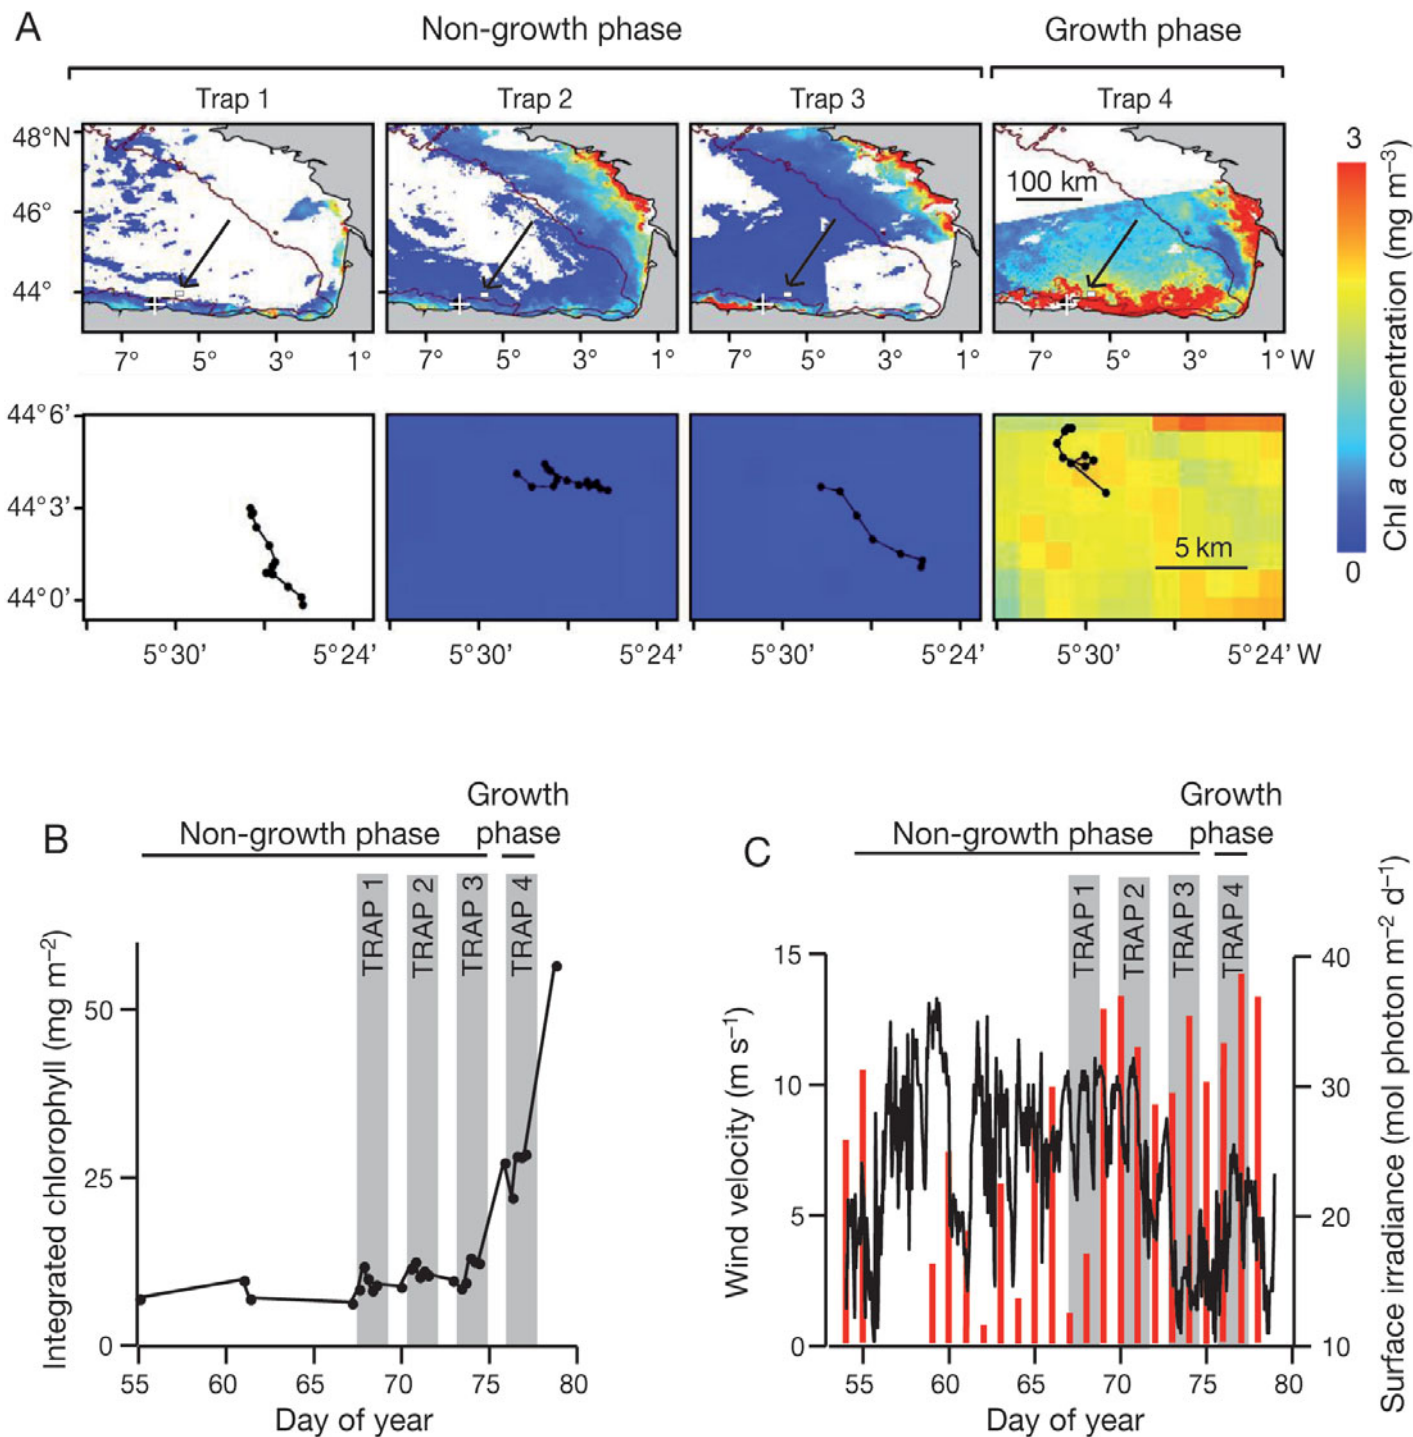 A
Non-growth phase
Growth phase
Trap 1
Trap 2
Trap 3
Trap 4
48°N
46°
44°
100 km
7°
5°
3°
1°
7°
5°
3°
1°
7°
5°
3°
1°
7°
5°
3°
1° W
3
0
Chl a concentration (mg m−3)
44°6’
44°3’
44°0’
5 km
5°30’
5°24’
5°30’
5°24’
5°30’
5°24’
5°30’
5°24’ W
B
Non-growth phase
Growth
phase
TRAP 1
TRAP 2
TRAP 3
TRAP 4
Integrated chlorophyll (mg m−2)
50
25
0
55
60
65
70
75
80
Day of year
C
Non-growth phase
Growth
phase
TRAP 1
TRAP 2
TRAP 3
TRAP 4
Wind velocity (m s−1)
15
10
5
0
40
30
20
10
Surface irradiance (mol photon m−2 d−1)
55
60
65
70
75
80
Day of year